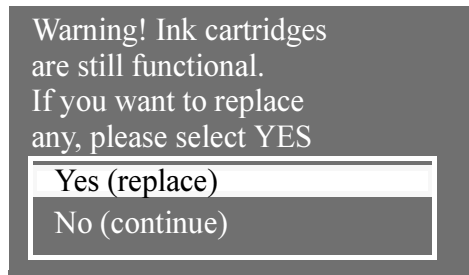 Warning! Ink cartridges
are still functional.
If you want to replace
any, please select YES
Yes (replace)
No (continue)